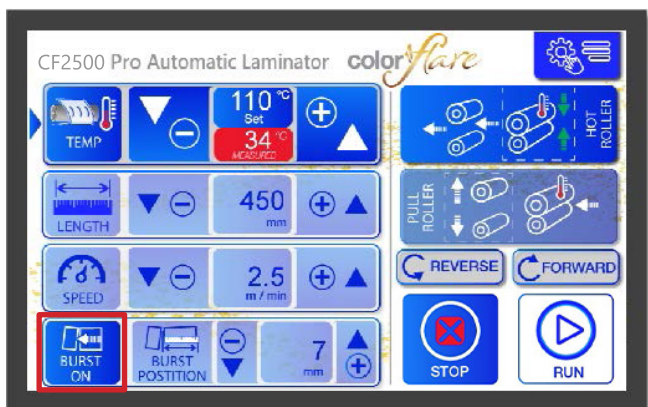 CF2500 Pro Automatic Laminator colorflare
TEMP
110 °C
Set
34 °C
MEASURED
HOT ROLLER
LENGTH
450
mm
PULL ROLLER
SPEED
2.5
m / min
REVERSE
FORWARD
BURST
ON
BURST
POSTITION
7
mm
STOP
RUN